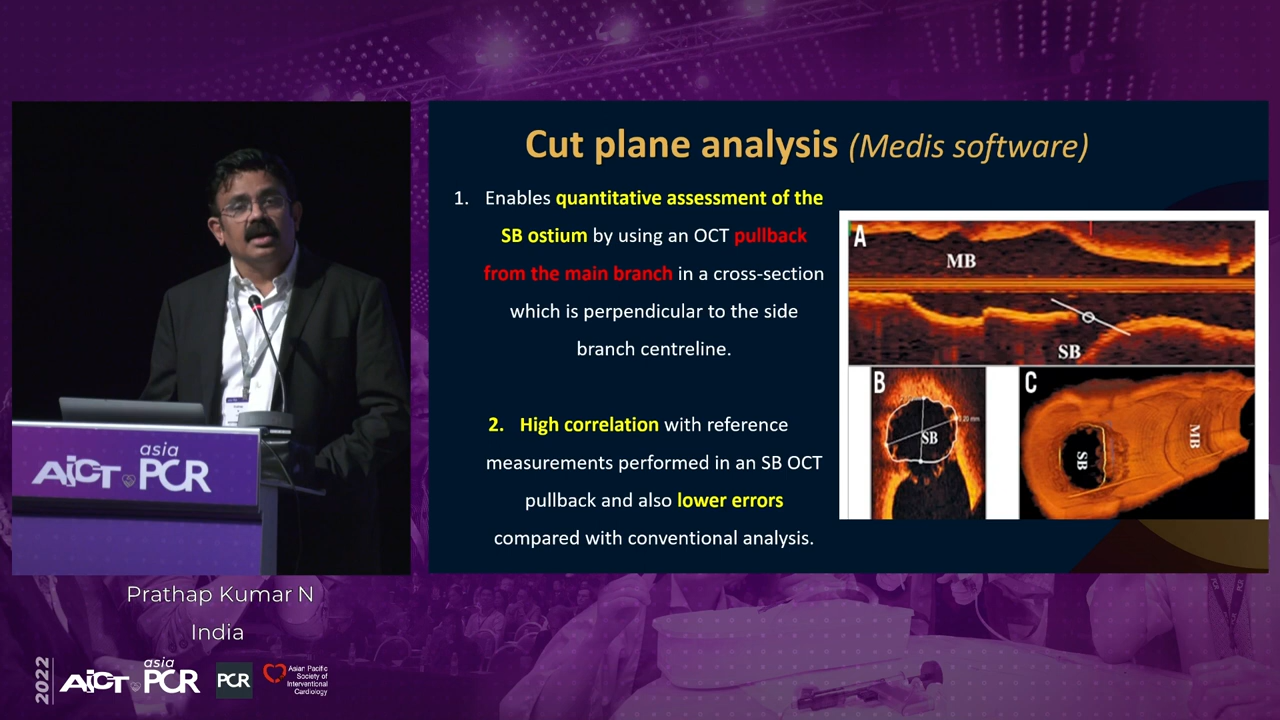 Cut plane analysis (Medis software)
1. Enables quantitative assessment of the
SB ostium by using an OCT pullback
from the main branch in a cross-section
which is perpendicular to the side
branch centreline.
2. High correlation with reference
measurements performed in an SB OCT
pullback and also lower errors
compared with conventional analysis.
A
MB
SB
B
SB
C
SB
MB
asia
AICT PCR
Prathap Kumar N
India
2022
AICT
asia
PCR
PCR
Asian Pacific
Society of
Interventional
Cardiology